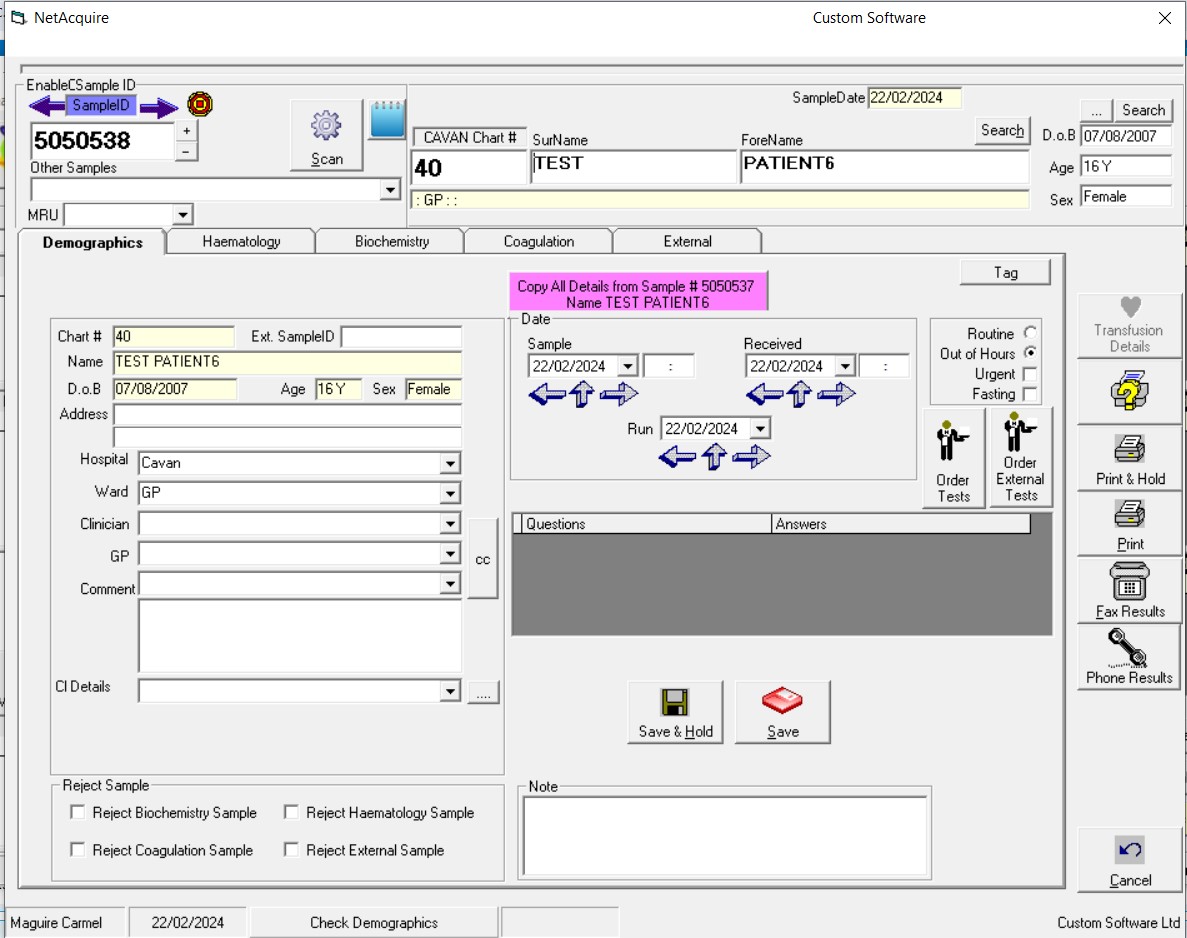 NetAcquire
Custom Software
EnableCSample ID
SampleID
5050538
+
-
Scan
Other Samples
MRU
SampleDate 22/02/2024
... Search
CAVAN Chart # SurName ForeName Search
40 TEST PATIENT6
: GP : :
D.o.B 07/08/2007
Age 16 Y
Sex Female
Demographics Haematology Biochemistry Coagulation External
Tag
Copy All Details from Sample # 5050537
Name TEST PATIENT6
Chart # 40 Ext. SampleID
Name TEST PATIENT6
D.o.B 07/08/2007 Age 16 Y Sex Female
Address
Hospital Cavan
Ward GP
Clinician
GP
Comment
cc
CI Details
....
Date
Sample Received
22/02/2024 : 22/02/2024 :
Run 22/02/2024
Routine
Out of Hours
Urgent
Fasting
Order
Tests
Order
External
Tests
Questions Answers
Save & Hold Save
Reject Sample
Reject Biochemistry Sample Reject Haematology Sample
Reject Coagulation Sample Reject External Sample
Note
Transfusion
Details
Print & Hold
Print
Fax Results
Phone Results
Cancel
Maguire Carmel 22/02/2024 Check Demographics Custom Software Ltd